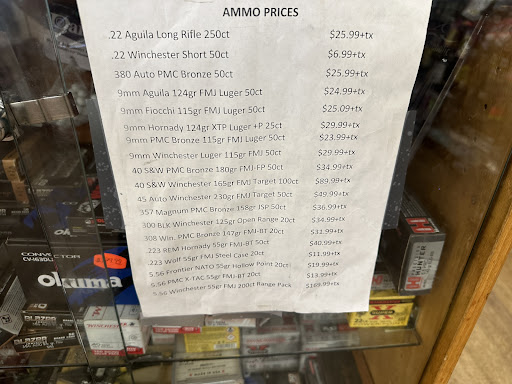 AMMO PRICES
.22 Aguila Long Rifle 250ct $25.99+tx
.22 Winchester Short 50ct $6.99+tx
380 Auto PMC Bronze 50ct $25.99+tx
9mm Aguila 124gr FMJ Luger 50ct $24.99+tx
9mm Fiocchi 115gr FMJ Luger 50ct $25.09+tx
9mm Hornady 124gr XTP Luger +P 25ct $29.99+tx
9mm PMC Bronze 115gr FMJ Luger 50ct $23.99+tx
9mm Winchester Luger 115gr FMJ 50ct $29.99+tx
40 S&W PMC Bronze 180gr FMJ-FP 50ct $34.99+tx
40 S&W Winchester 165gr FMJ Target 100ct $89.99+tx
45 Auto Winchester 230gr FMJ Target 50ct $49.99+tx
357 Magnum PMC Bronze 158gr JSP 50ct $36.99+tx
300 BLK Winchester 125gr Open Range 20ct $34.99+tx
308 Win. PMC Bronze 147gr FMJ-BT 20ct $31.99+tx
.223 REM Hornady 55gr FMJ-BT 50ct $40.99+tx
.223 Wolf 55gr FMJ Steel Case 20ct $11.99+tx
5.56 Frontier NATO 55gr Hollow Point 20ct $19.99+tx
5.56 PMC X-TAC 55gr FMJ-BT 20ct $13.99+tx
5.56 Winchester 55gr FMJ 200ct Range Pack $169.99+tx
CONVECTOR
okuma
BLAZER
BLAZER
WINCHESTER